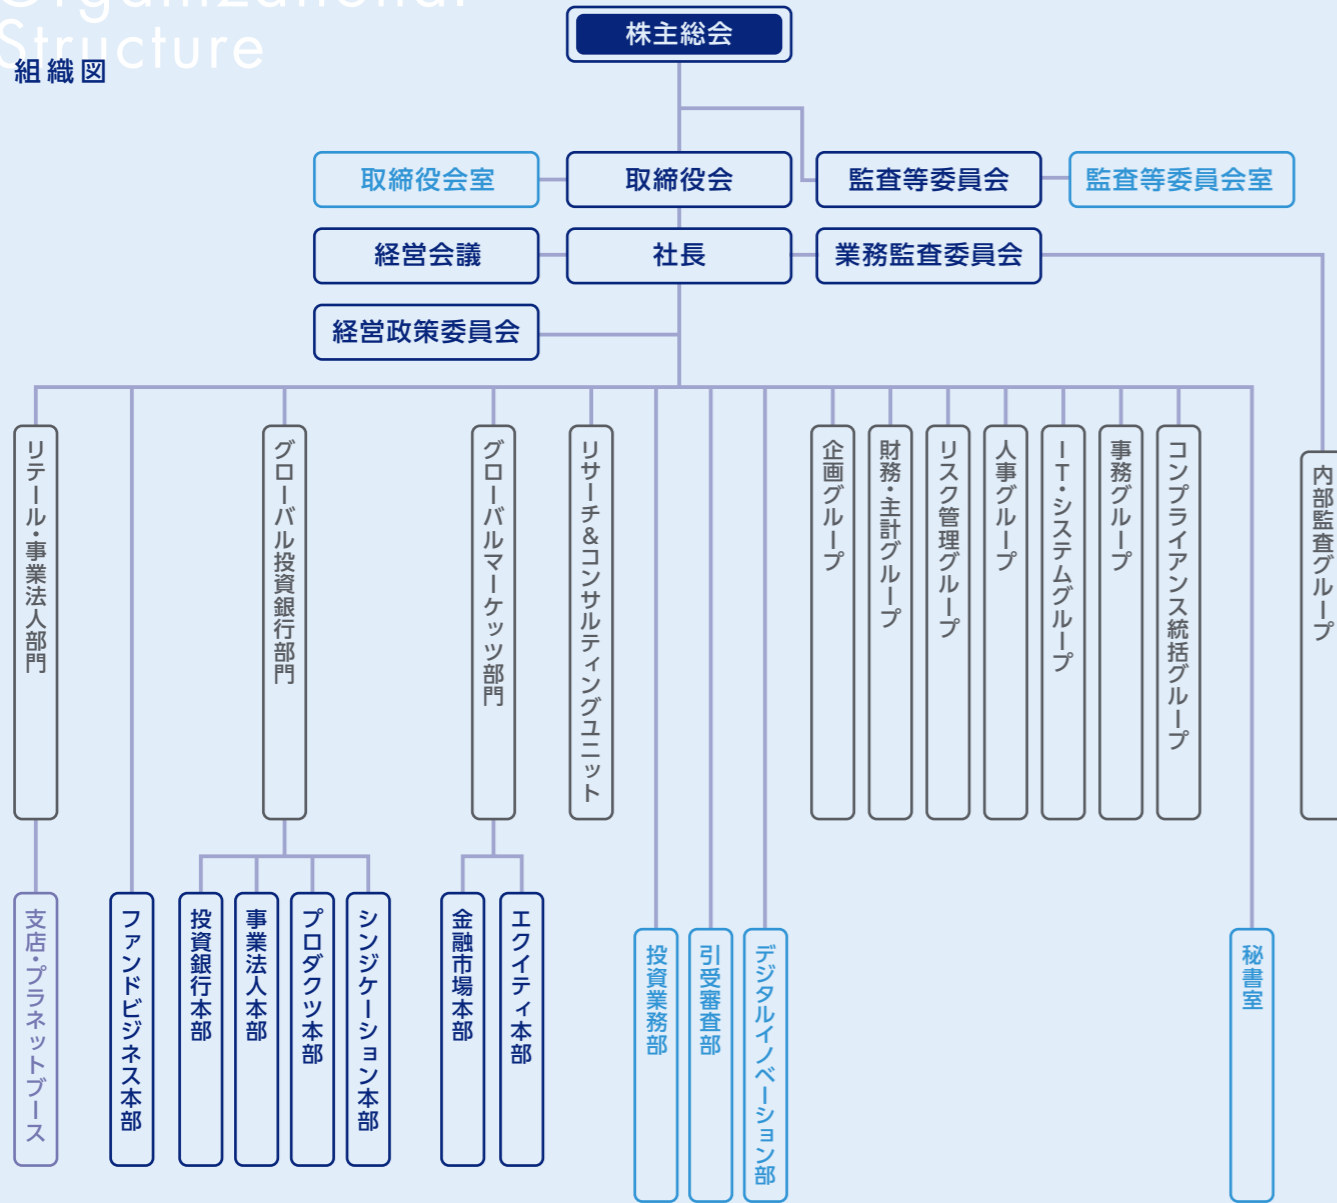 Organizational
Structure
組織図
株主総会
取締役会室
取締役会
監査等委員会
監査等委員会室
経営会議
社長
業務監査委員会
経営政策委員会
リテール・事業法人部門
グローバル投資銀行部門
グローバルマーケッツ部門
リサーチ&コンサルティングユニット
企画グループ
財務・主計グループ
リスク管理グループ
人事グループ
IT・システムグループ
事務グループ
コンプライアンス統括グループ
内部監査グループ
支店・プラネットブース
ファンドビジネス本部
投資銀行本部
事業法人本部
プロダクツ本部
シンジケーション本部
金融市場本部
エクイティ本部
投資業務部
引受審査部
デジタルイノベーション部
秘書室